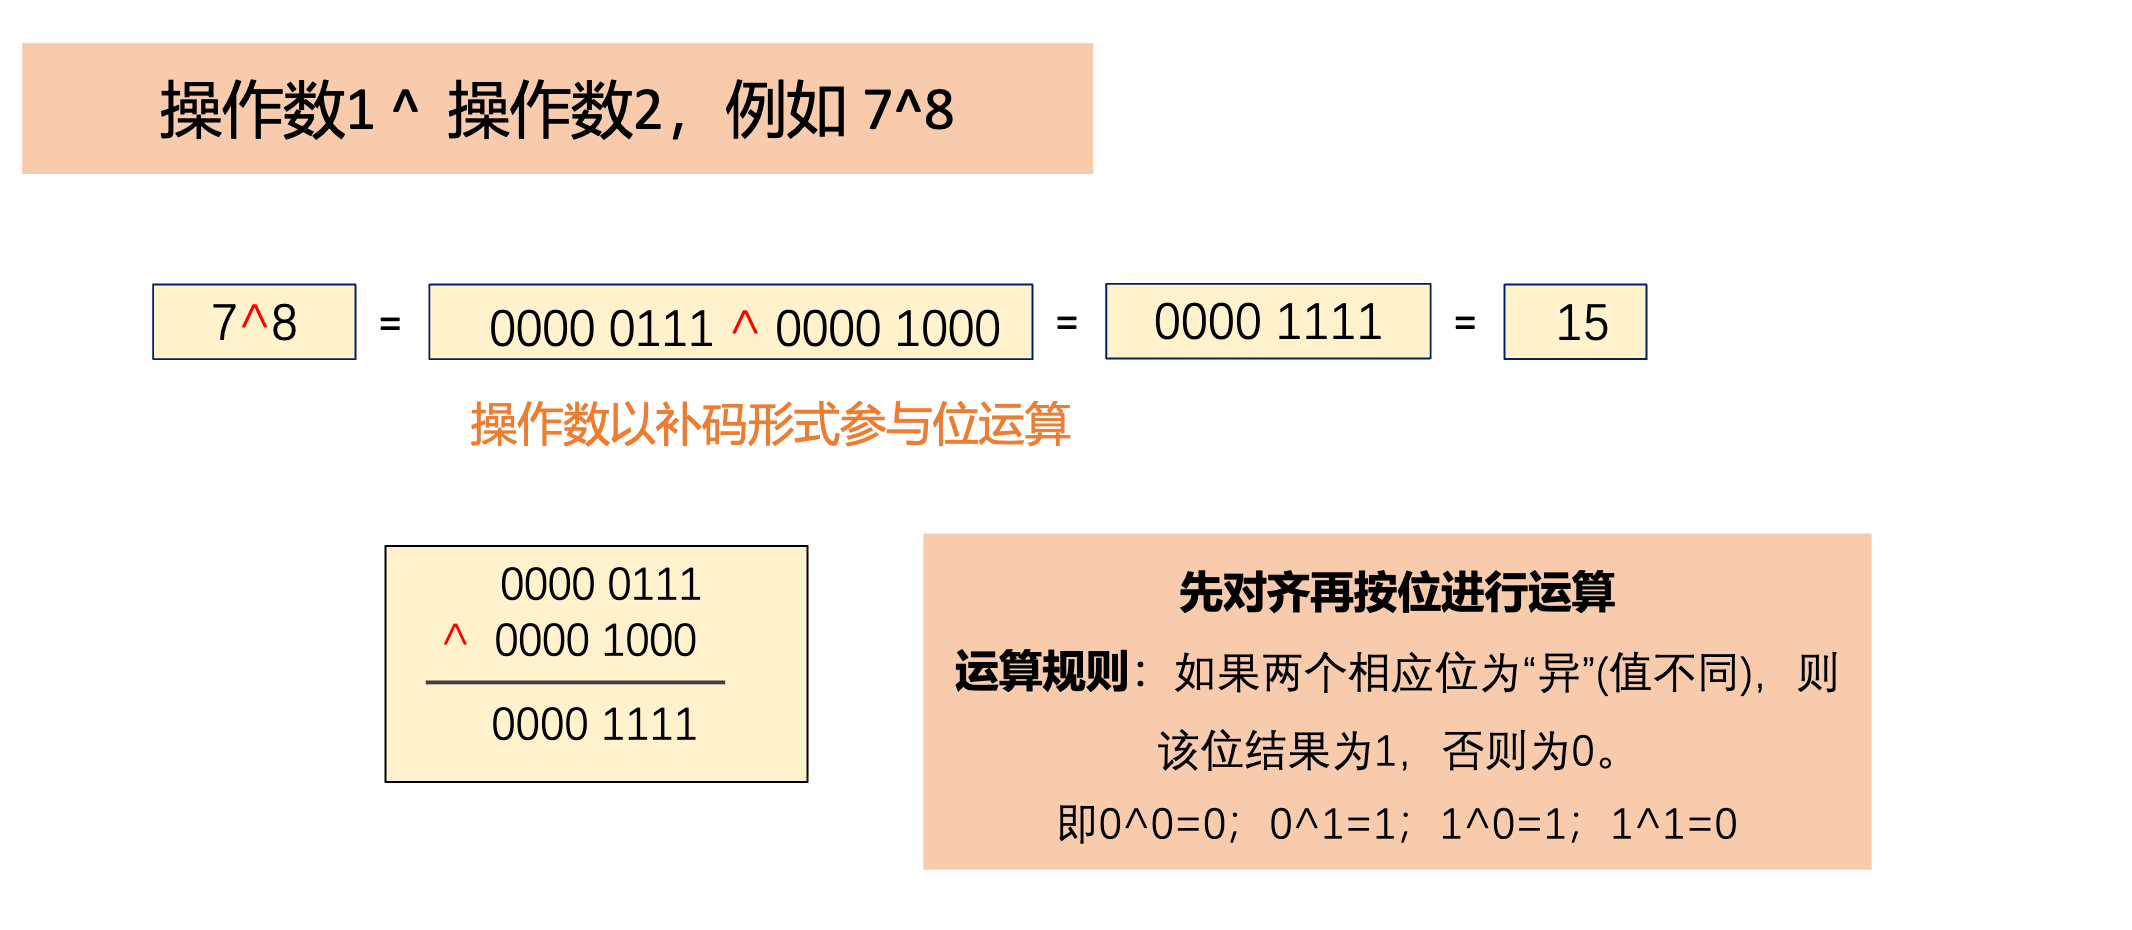 操作数1 ^ 操作数2，例如 7^8
7^8 = 0000 0111 ^ 0000 1000 = 0000 1111 = 15
操作数以补码形式参与位运算
0000 0111
^ 0000 1000
0000 1111
先对齐再按位进行运算
运算规则：如果两个相应位为“异”(值不同)，则
该位结果为1，否则为0。
即0^0=0；0^1=1；1^0=1；1^1=0